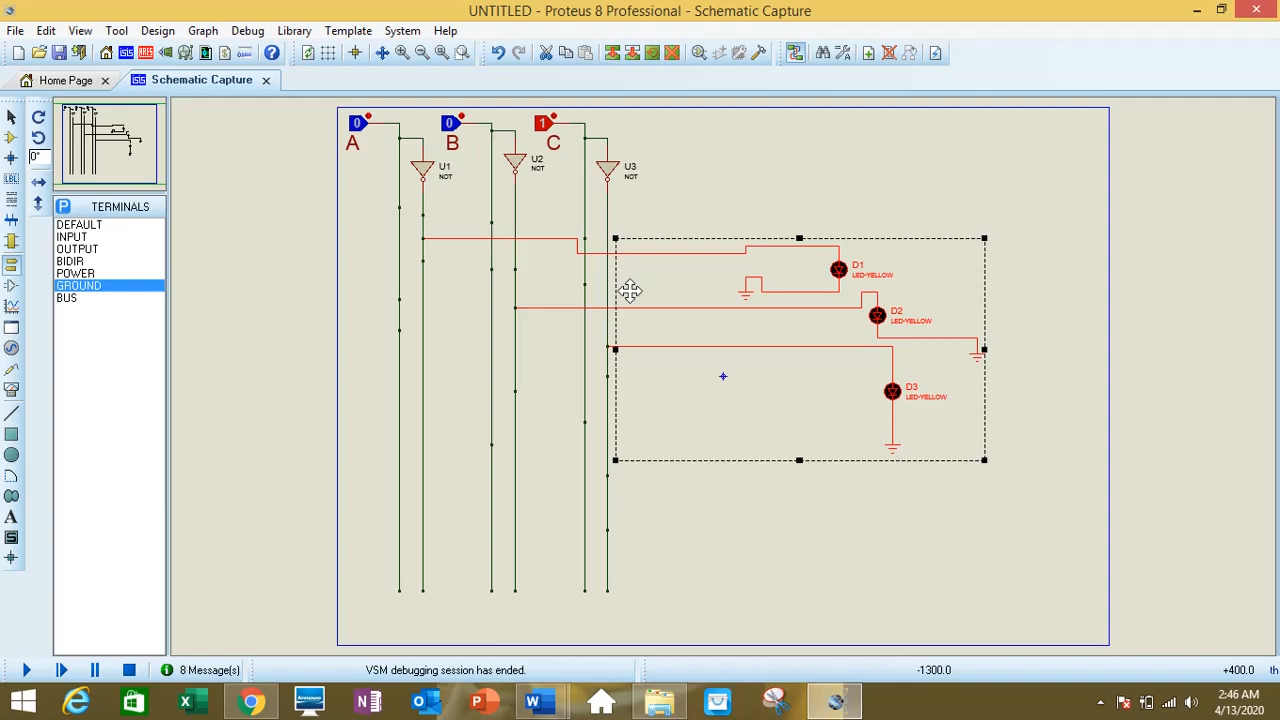 UNTITLED - Proteus 8 Professional - Schematic Capture
File Edit View Tool Design Graph Debug Library Template System Help
Home Page
Schematic Capture
0 0 1
A B C
U1
NOT
U2
NOT
U3
NOT
0°
LBL
P TERMINALS
DEFAULT
INPUT
OUTPUT
BIDIR
POWER
GROUND
BUS
D1
LED-YELLOW
D2
LED-YELLOW
D3
LED-YELLOW
8 Message(s) VSM debugging session has ended. -1300.0 +400.0 th
2:46 AM
4/13/2020